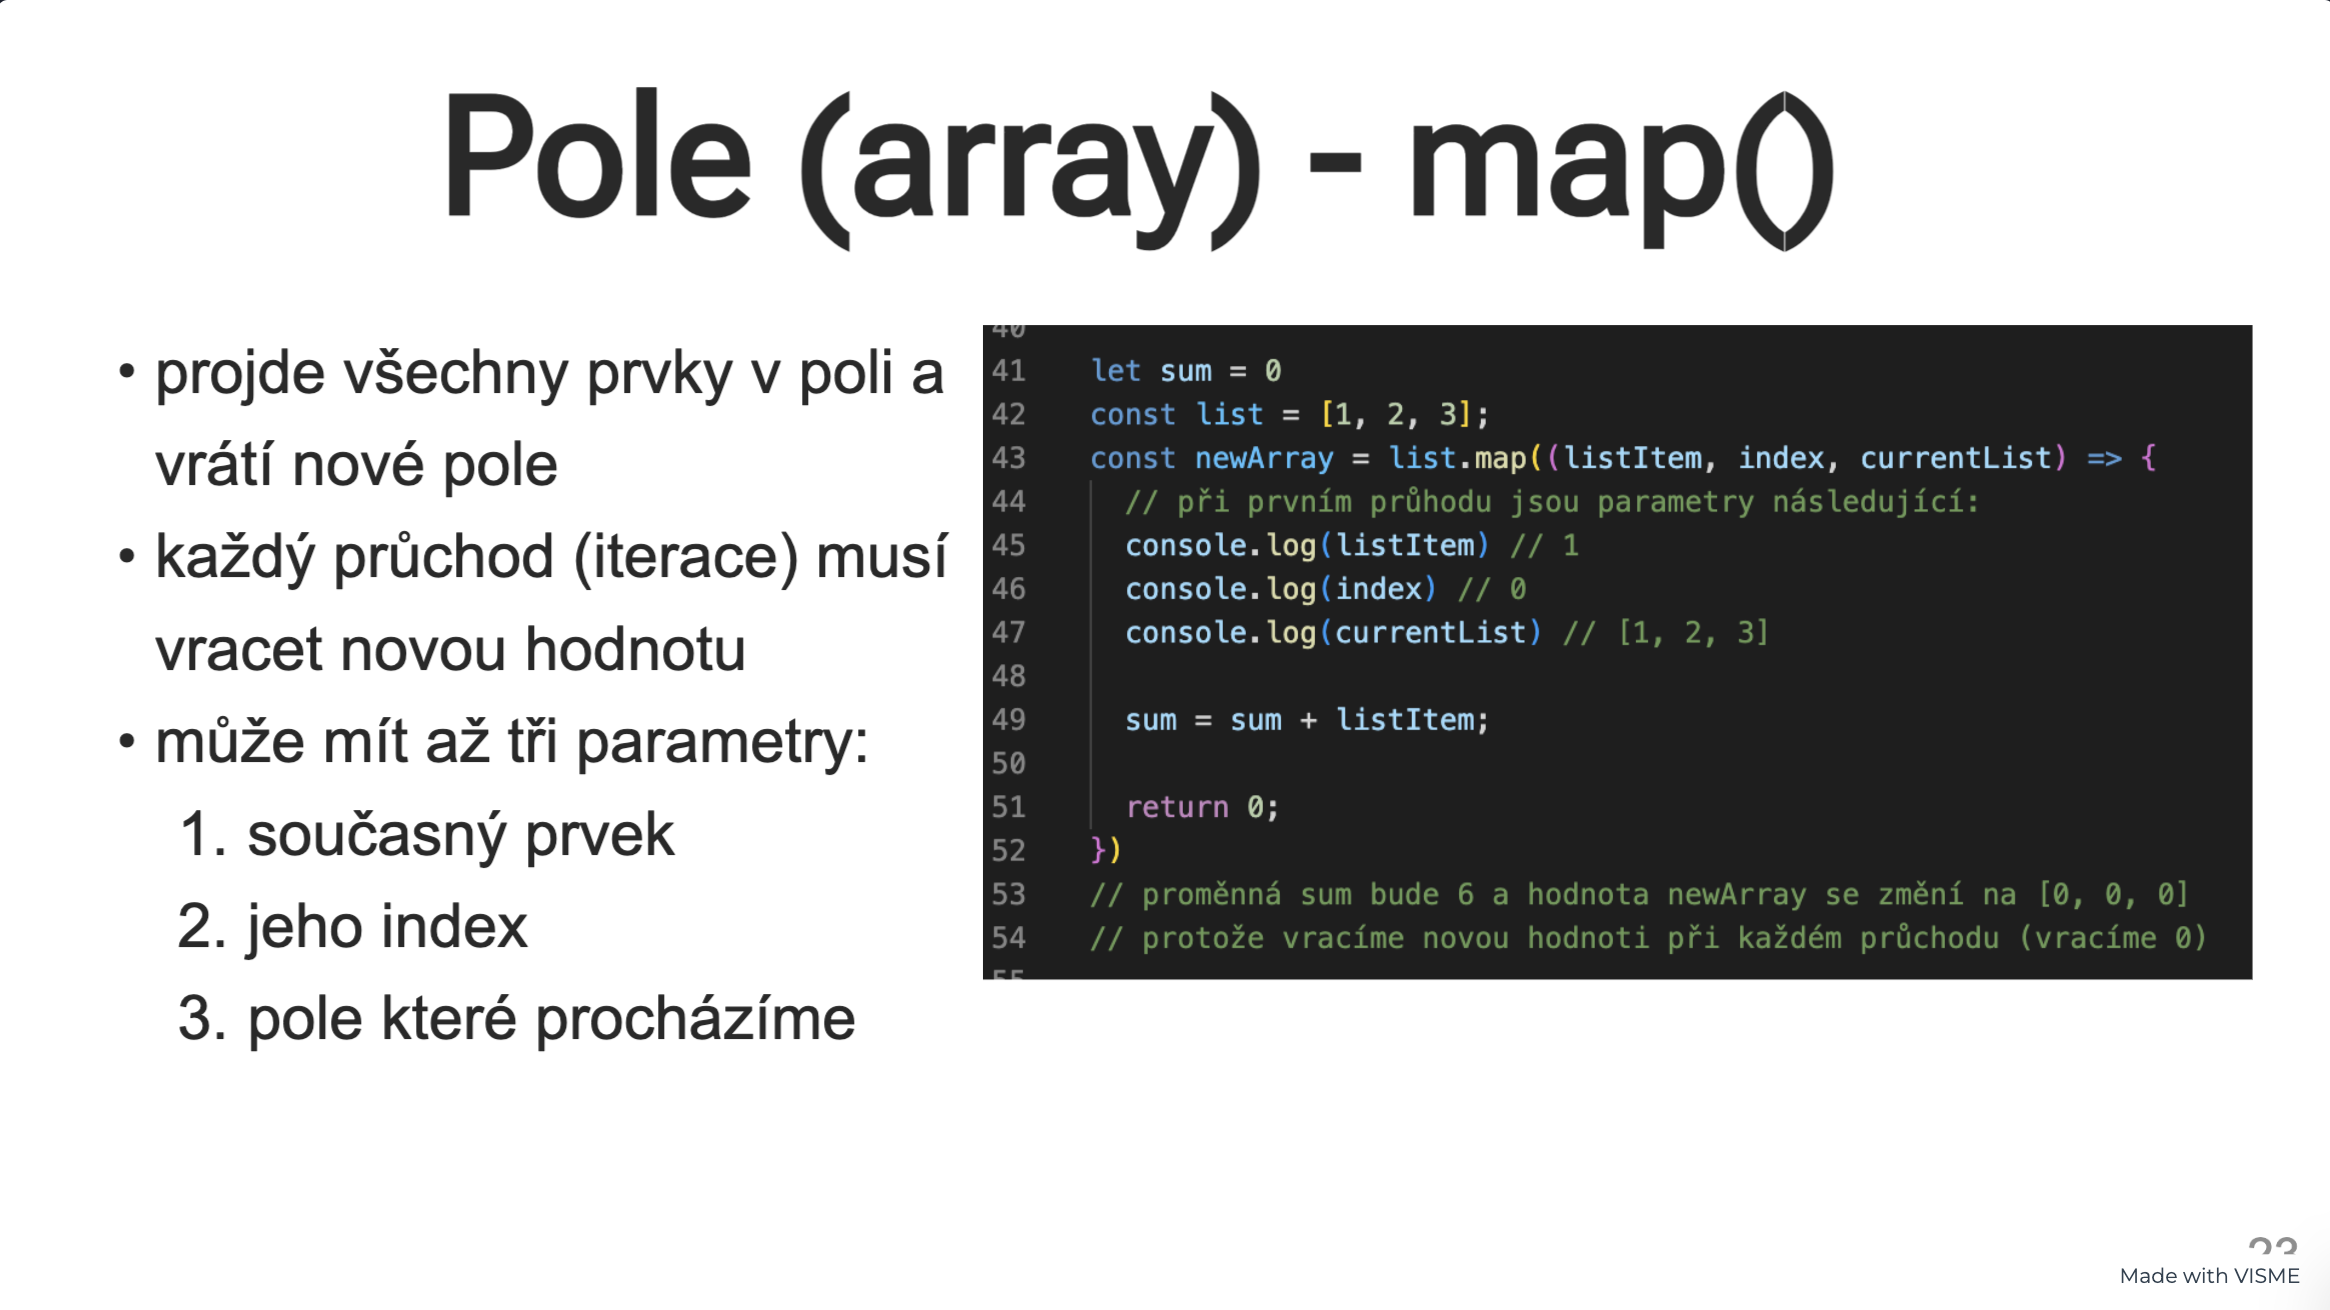 Pole (array) - map()
• projde všechny prvky v poli a
vrátí nové pole
• každý průchod (iterace) musí
vracet novou hodnotu
• může mít až tři parametry:
1. současný prvek
2. jeho index
3. pole které procházíme
40
41 let sum = 0
42 const list = [1, 2, 3];
43 const newArray = list.map((listItem, index, currentList) => {
44 // při prvním průhodu jsou parametry následující:
45 console.log(listItem) // 1
46 console.log(index) // 0
47 console.log(currentList) // [1, 2, 3]
48
49 sum = sum + listItem;
50
51 return 0;
52 })
53 // proměnná sum bude 6 a hodnota newArray se změní na [0, 0, 0]
54 // protože vracíme novou hodnoti při každém průchodu (vracíme 0)
55
23
Made with VISME